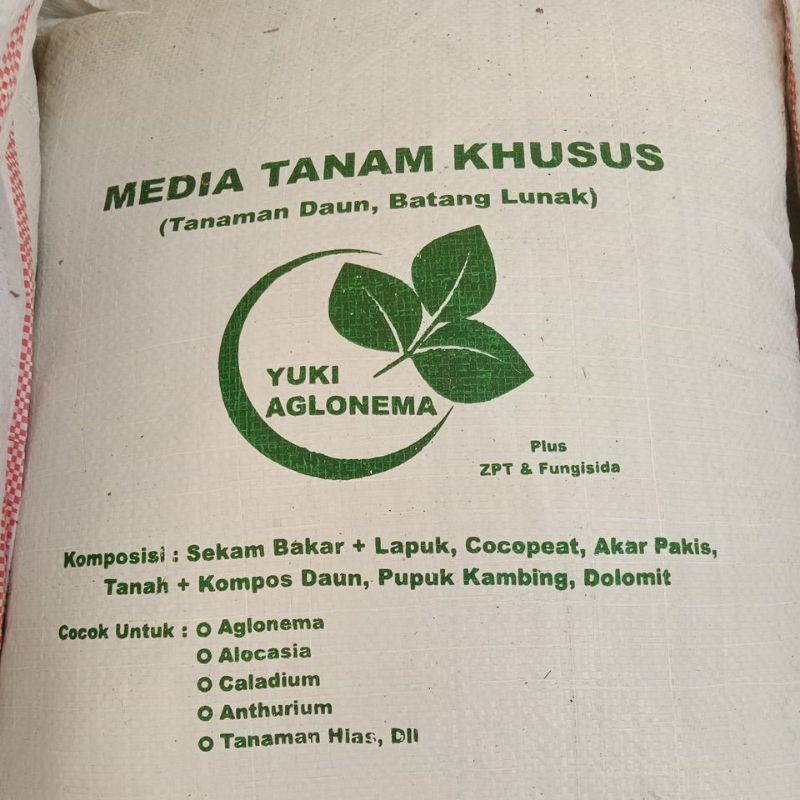 MEDIA TANAM KHUSUS
(Tanaman Daun, Batang Lunak)
YUKI
AGLONEMA
Plus
ZPT & Fungisida
Komposisi : Sekam Bakar + Lapuk, Cocopeat, Akar Pakis,
Tanah + Kompos Daun, Pupuk Kambing, Dolomit
Cocok Untuk : O Aglonema
O Alocasia
O Caladium
O Anthurium
O Tanaman Hias, Dll